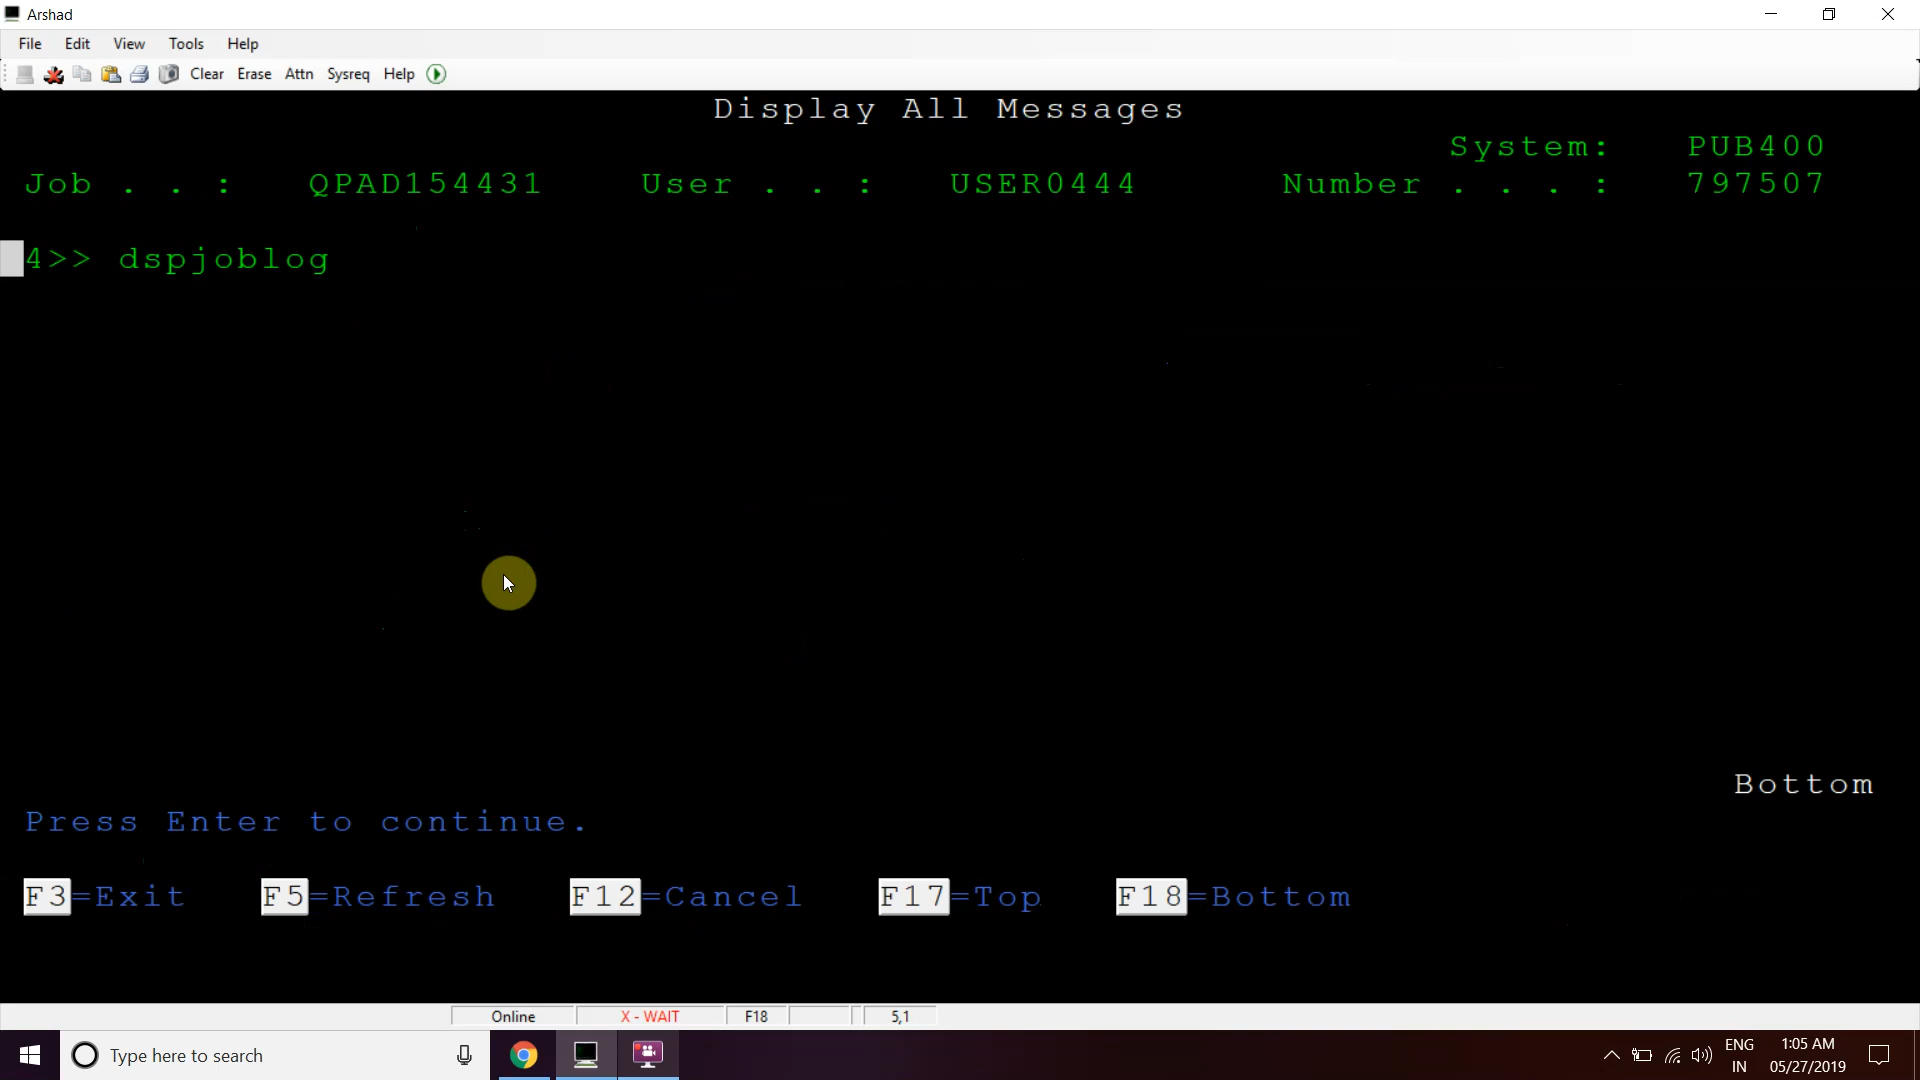 Arshad
File Edit View Tools Help
Clear Erase Attn Sysreq Help
Display All Messages
System: PUB400
Job . . : QPAD154431 User . . : USER0444 Number . . . : 797507
4>> dspjoblog
Bottom
Press Enter to continue.
F3=Exit F5=Refresh F12=Cancel F17=Top F18=Bottom
Online X - WAIT F18 5,1
Type here to search
ENG 1:05 AM
IN 05/27/2019